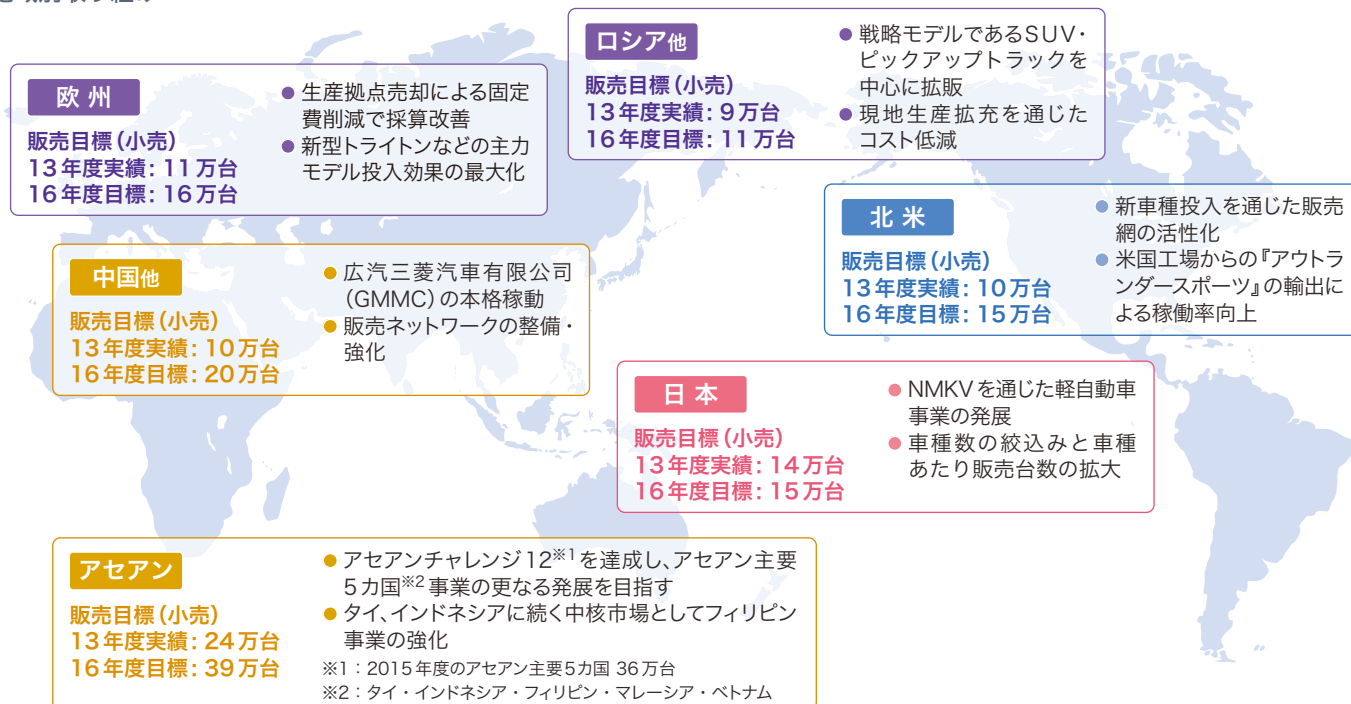 ロシア他
販売目標(小売)
13年度実績:9万台
16年度目標:11万台
● 戦略モデルであるSUV・
ピックアップトラックを
中心に拡販
● 現地生産拡充を通じた
コスト低減
欧 州
販売目標(小売)
13年度実績:11万台
16年度目標:16万台
● 生産拠点売却による固定
費削減で採算改善
● 新型トライトンなどの主力
モデル投入効果の最大化
北 米
販売目標(小売)
13年度実績:10万台
16年度目標:15万台
● 新車種投入を通じた販売
網の活性化
● 米国工場からの『アウトラ
ンダースポーツ』の輸出に
よる稼働率向上
中国他
販売目標(小売)
13年度実績:10万台
16年度目標:20万台
● 広汽三菱汽車有限公司
(GMMC)の本格稼動
● 販売ネットワークの整備・
強化
日 本
販売目標(小売)
13年度実績:14万台
16年度目標:15万台
● NMKVを通じた軽自動車
事業の発展
● 車種数の絞込みと車種
あたり販売台数の拡大
アセアン
販売目標(小売)
13年度実績:24万台
16年度目標:39万台
● アセアンチャレンジ12※1を達成し、アセアン主要
5カ国※2事業の更なる発展を目指す
● タイ、インドネシアに続く中核市場としてフィリピン
事業の強化
※1:2015年度のアセアン主要5カ国 36万台
※2:タイ・インドネシア・フィリピン・マレーシア・ベトナム